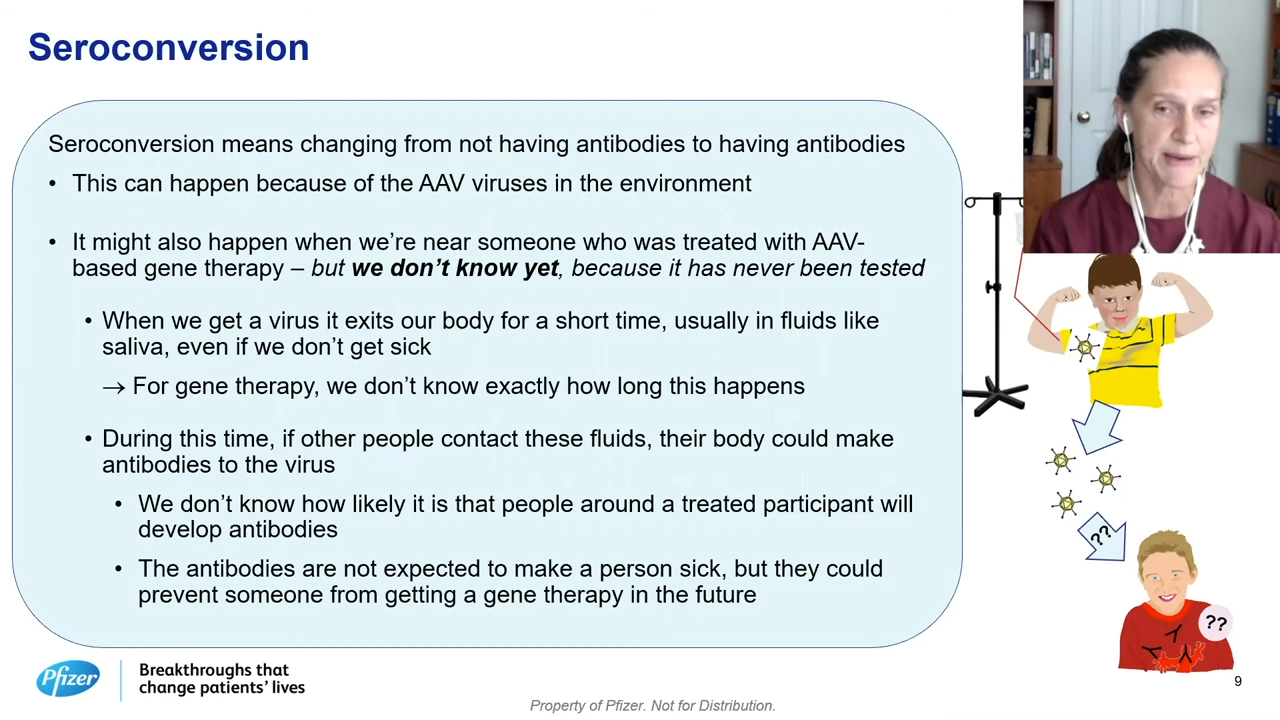 Seroconversion
Seroconversion means changing from not having antibodies to having antibodies
• This can happen because of the AAV viruses in the environment
• It might also happen when we're near someone who was treated with AAV-
based gene therapy – but we don't know yet, because it has never been tested
• When we get a virus it exits our body for a short time, usually in fluids like
saliva, even if we don't get sick
→ For gene therapy, we don't know exactly how long this happens
• During this time, if other people contact these fluids, their body could make
antibodies to the virus
• We don't know how likely it is that people around a treated participant will
develop antibodies
• The antibodies are not expected to make a person sick, but they could
prevent someone from getting a gene therapy in the future
??
??
Pfizer
Breakthroughs that
change patients' lives
Property of Pfizer. Not for Distribution.
9